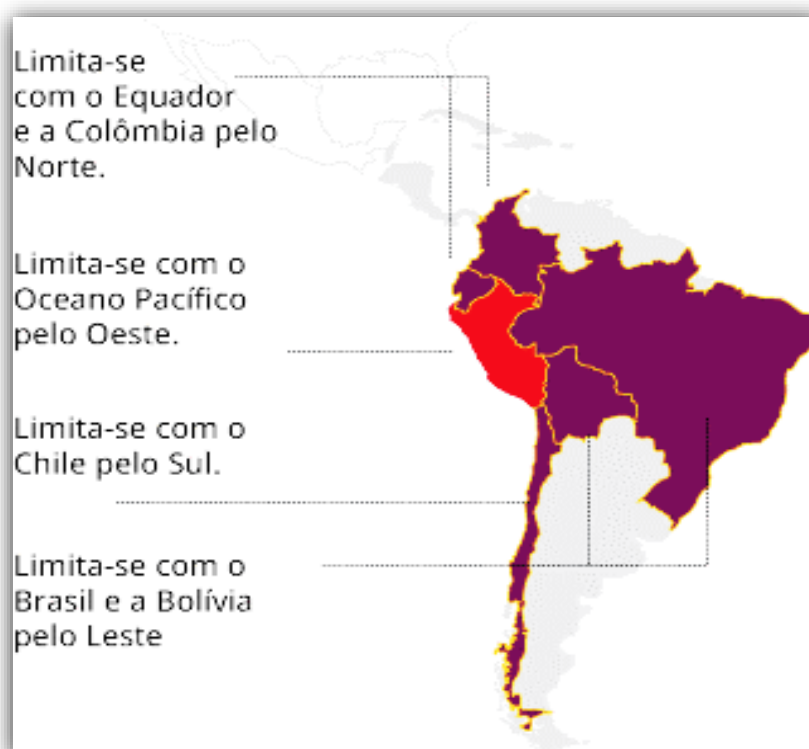 Limita-se
com o Equador
e a Colômbia pelo
Norte.
Limita-se com o
Oceano Pacífico
pelo Oeste.
Limita-se com o
Chile pelo Sul.
Limita-se com o
Brasil e a Bolívia
pelo Leste